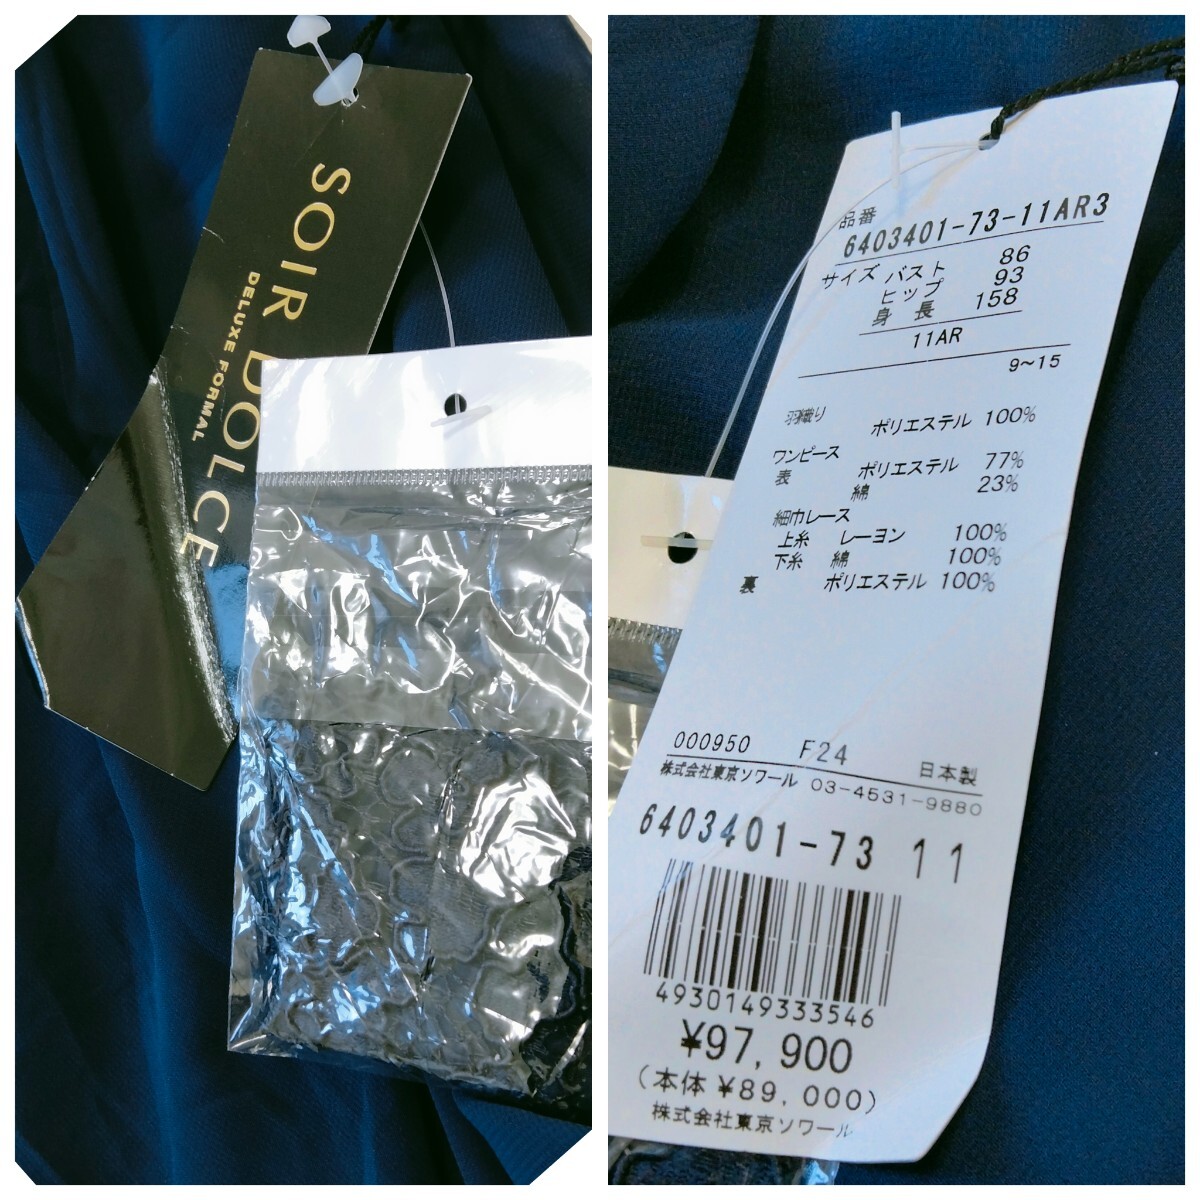 SOIR DOLCE
DELUXE FORMAL
品番
6403401-73-11AR3
サイズ バスト 86
ヒップ 93
身長 158
11AR
9~15
羽織り ポリエステル 100%
ワンピース
表 ポリエステル 77%
綿 23%
細巾レース
上糸 レーヨン 100%
下糸 綿 100%
裏 ポリエステル 100%
000950 F24 日本製
株式会社東京ソワール 03-4531-9880
6403401-73 11
4930149333546
¥97,900
(本体 ¥89,000)
株式会社東京ソワール